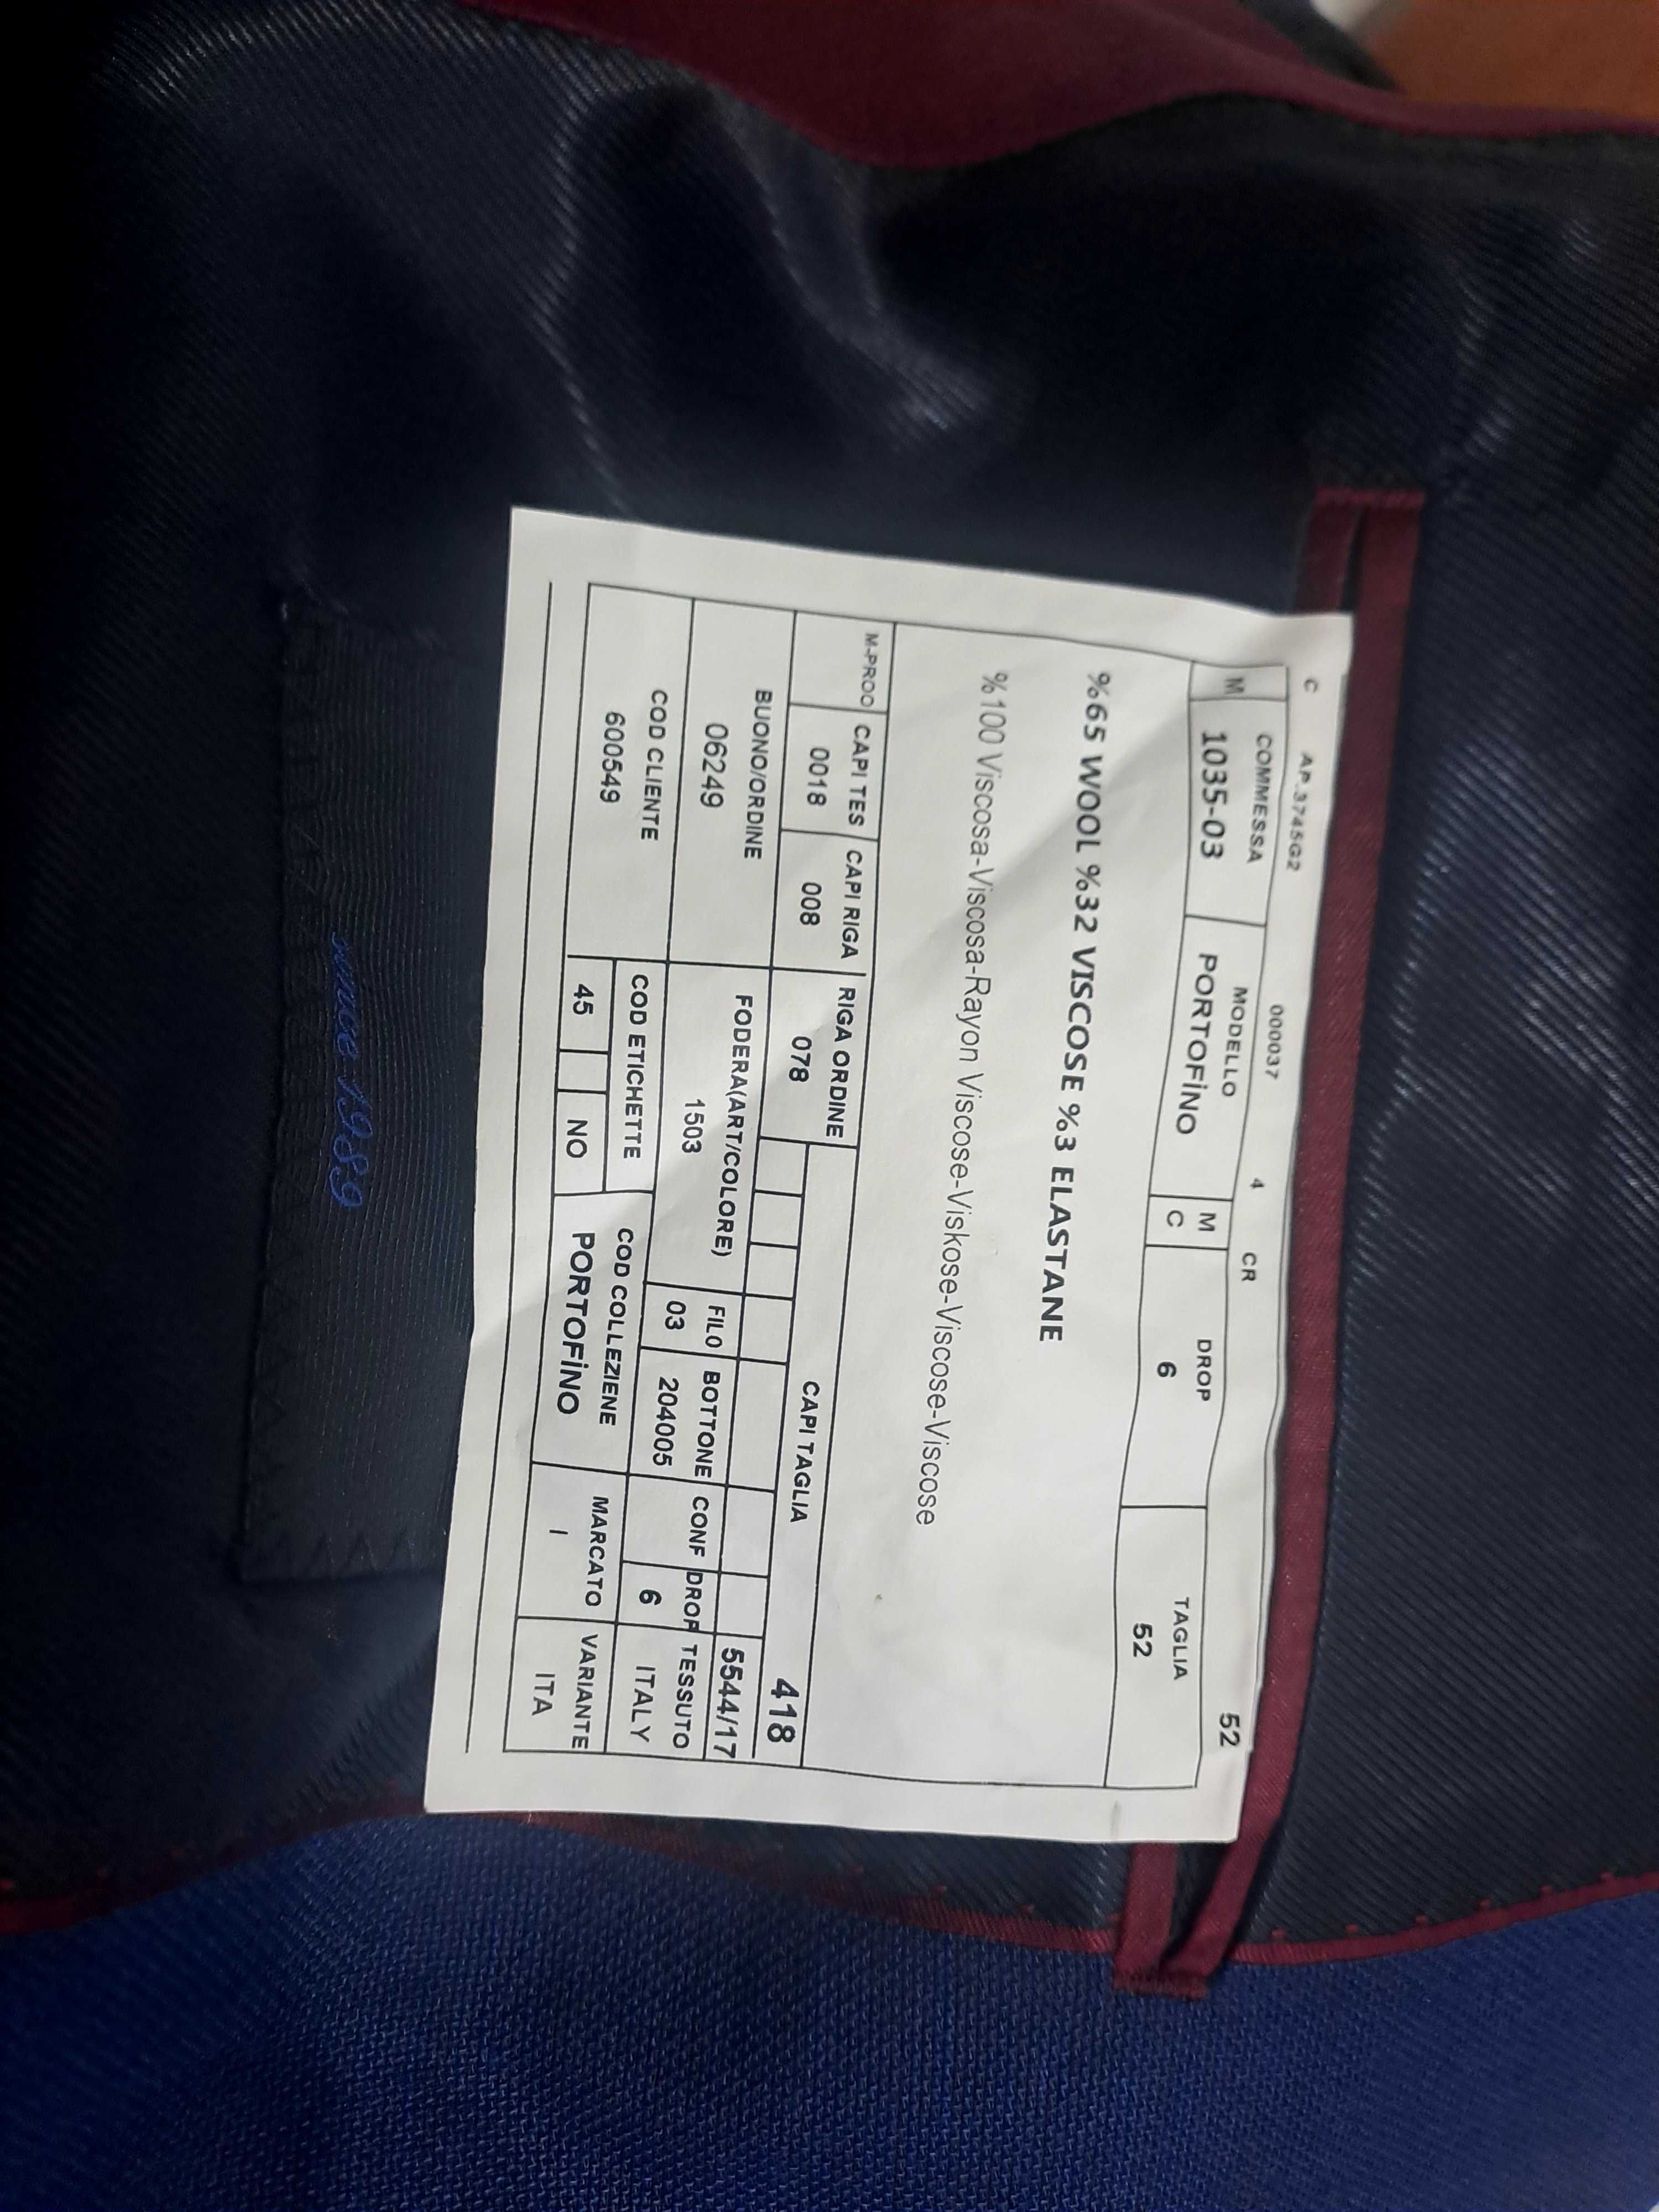 C AP.3745G2 000037 4 CR 52
COMMESSA MODELLO M DROP TAGLIA
M 1035-03 PORTOFİNO C 6 52
%65 WOOL %32 VISCOSE %3 ELASTANE
%100 Viscosa-Viscosa-Rayon Viscose-Viskose-Viscose-Viscose
M-PROO CAPI TES CAPI RIGA RIGA ORDINE CAPI TAGLIA 418
0018 008 078 5544/17
BUONO/ORDINE FODERA(ART/COLORE) FILO BOTTONE CONF DROP TESSUTO
06249 1503 03 204005 6 ITALY
COD CLIENTE COD ETICHETTE COD COLLEZIENE MARCATO VARIANTE
600549 45 NO PORTOFİNO I ITA
since 1989